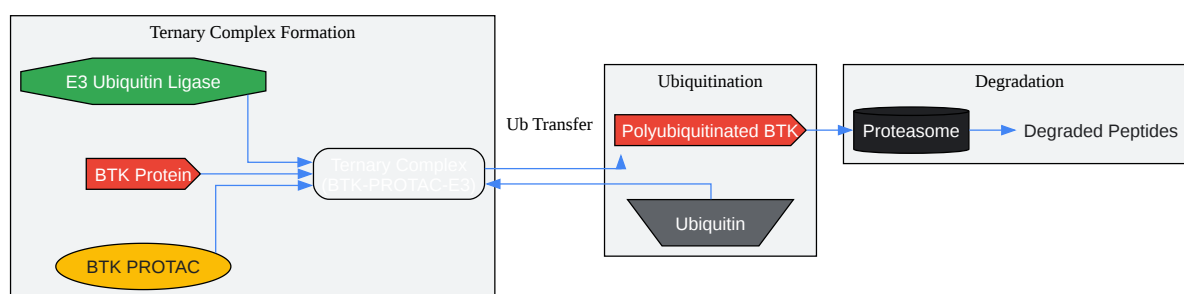 Ternary Complex Formation
E3 Ubiquitin Ligase
BTK Protein
BTK PROTAC
Ternary Complex
(BTK-PROTAC-E3)
Ub Transfer
Ubiquitination
Polyubiquitinated BTK
Ubiquitin
Degradation
Proteasome
Degraded Peptides